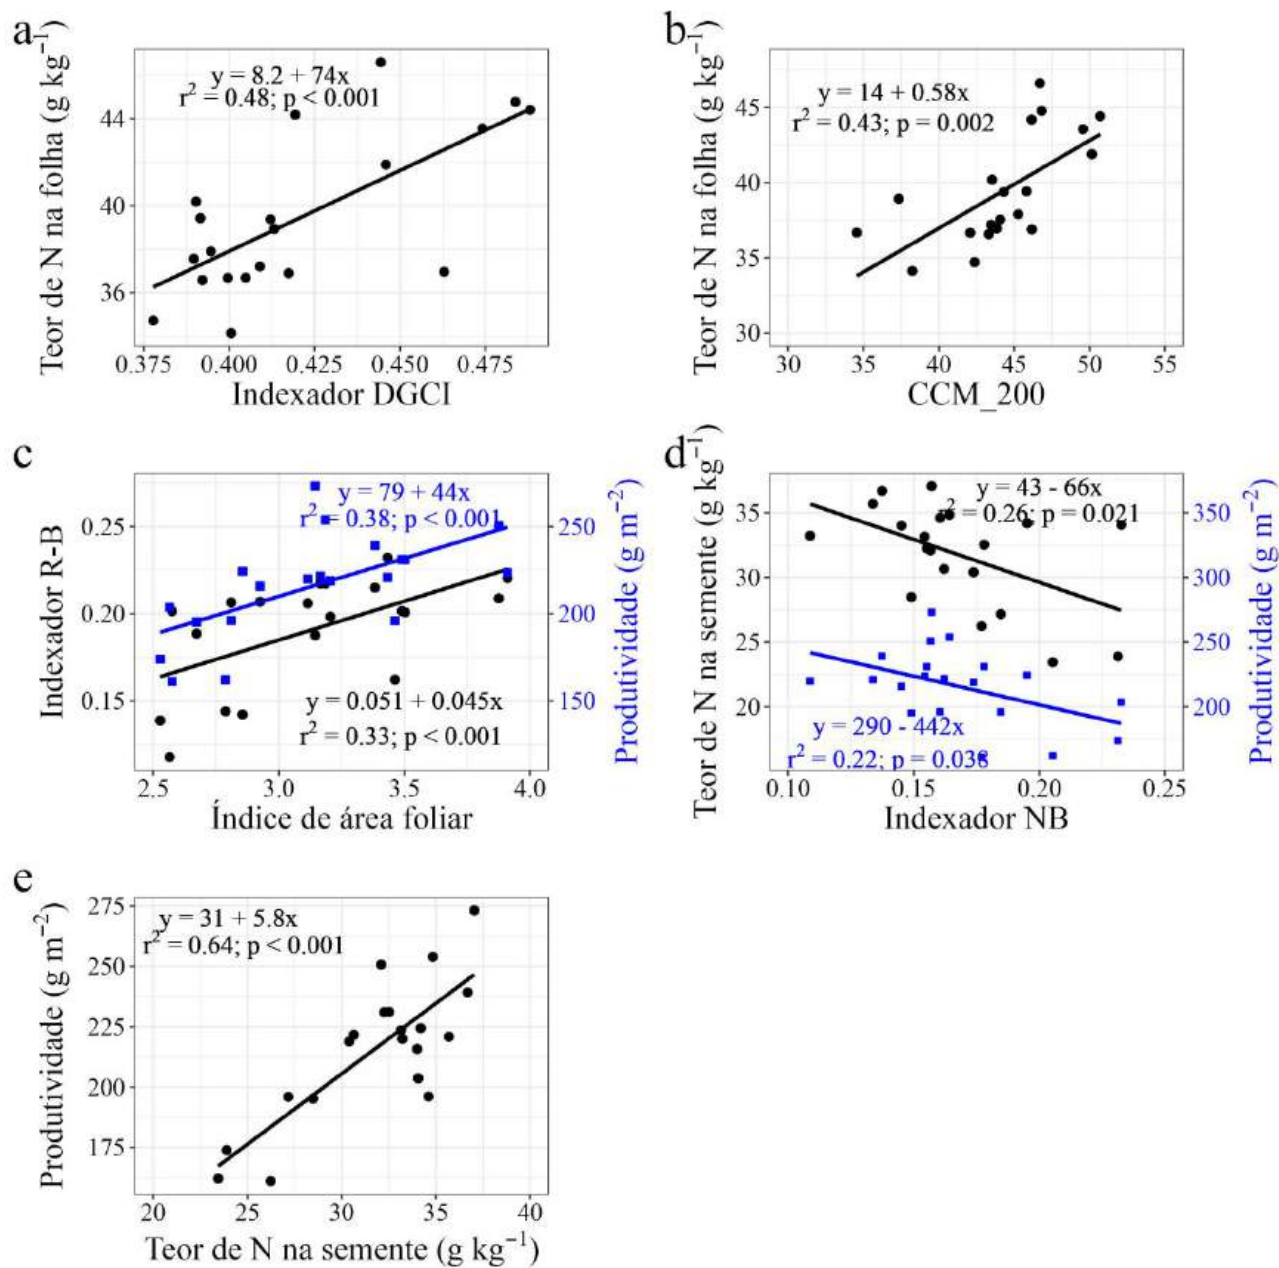 a
y = 8.2 + 74x
r² = 0.48; p < 0.001
Teor de N na folha (g kg⁻¹)
44
40
36
0.375 0.400 0.425 0.450 0.475
Indexador DGCI
b
y = 14 + 0.58x
r² = 0.43; p = 0.002
Teor de N na folha (g kg⁻¹)
45
40
35
30
30 35 40 45 50 55
CCM_200
c
y = 79 + 44x
r² = 0.38; p < 0.001
Indexador R-B
0.25
0.20
0.15
Produtividade (g m⁻²)
250
200
150
y = 0.051 + 0.045x
r² = 0.33; p < 0.001
2.5 3.0 3.5 4.0
Índice de área foliar
d
y = 43 - 66x
r² = 0.26; p = 0.021
Teor de N na semente (g kg⁻¹)
35
30
25
20
Produtividade (g m⁻²)
350
300
250
200
y = 290 - 442x
r² = 0.22; p = 0.038
0.10 0.15 0.20 0.25
Indexador NB
e
y = 31 + 5.8x
r² = 0.64; p < 0.001
Produtividade (g m⁻²)
275
250
225
200
175
20 25 30 35 40
Teor de N na semente (g kg⁻¹)